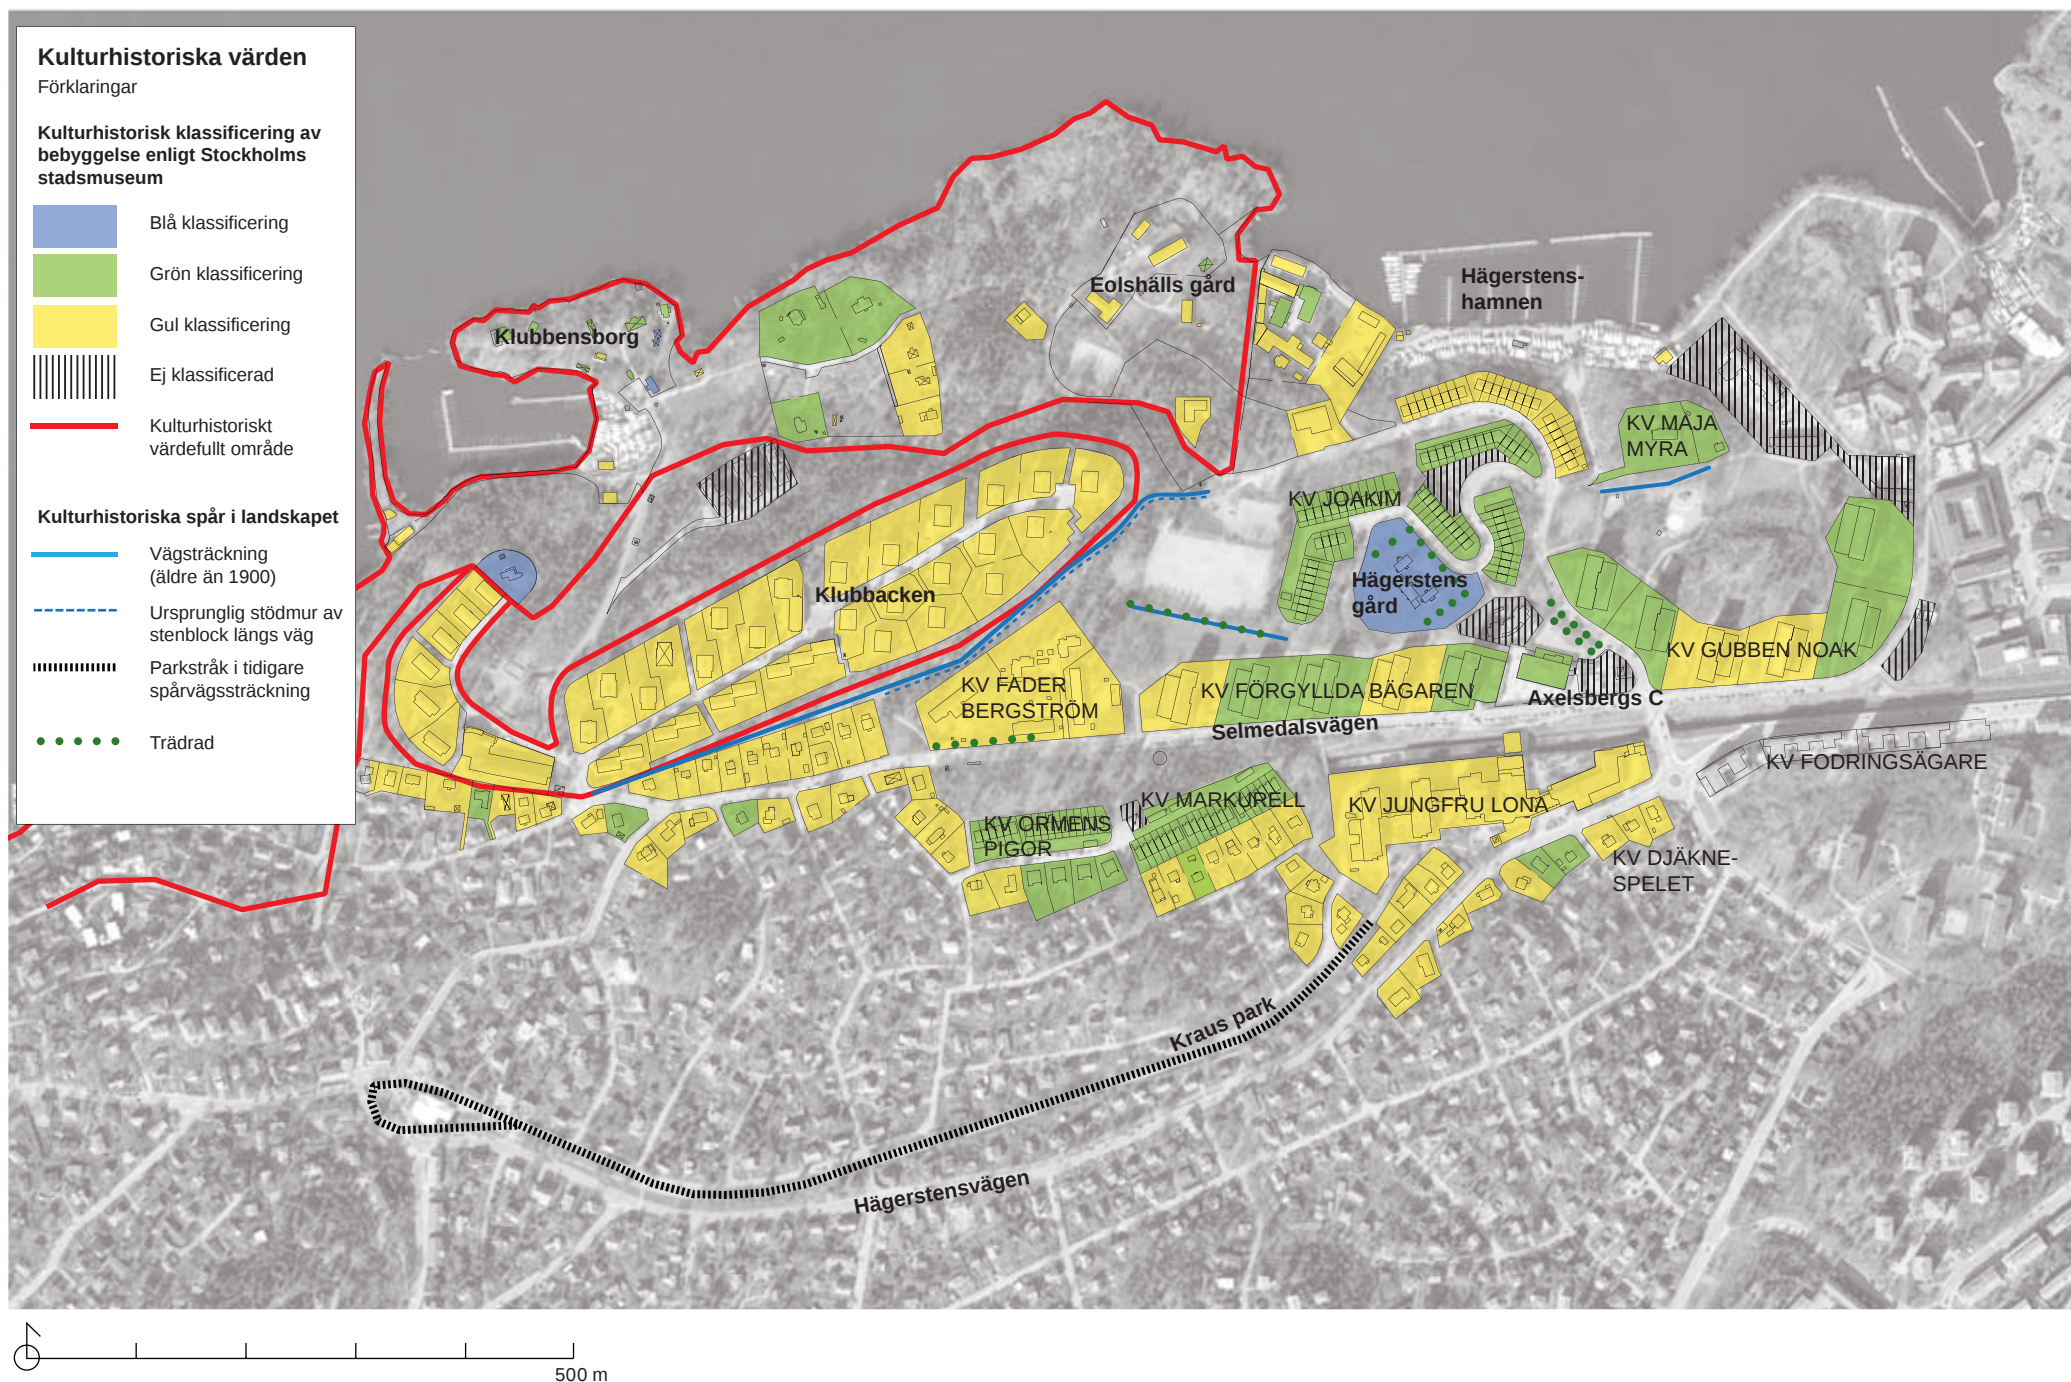 Kulturhistoriska värden
Förklaringar
Kulturhistorisk klassificering av
bebyggelse enligt Stockholms
stadsmuseum
Blå klassificering
Grön klassificering
Gul klassificering
Ej klassificerad
Kulturhistoriskt
värdefullt område
Kulturhistoriska spår i landskapet
Vägsträckning
(äldre än 1900)
Ursprunglig stödmur av
stenblock längs väg
Parkstråk i tidigare
spårvägssträckning
Trädrad
Klubbensborg
Eolshälls gård
Hägerstens-
hamnen
KV MAJA
MYRA
KV JOAKIM
Hägerstens
gård
Klubbacken
KV FADER
BERGSTRÖM
KV FÖRGYLLDA BÄGAREN
KV GUBBEN NOAK
Axelsbergs C
Selmedalsvägen
KV FODRINGSÄGARE
KV MARKURELL
KV JUNGFRU LONA
KV ORMENS
PIGOR
KV DJÄKNE-
SPELET
Kraus park
Hägerstensvägen
500 m